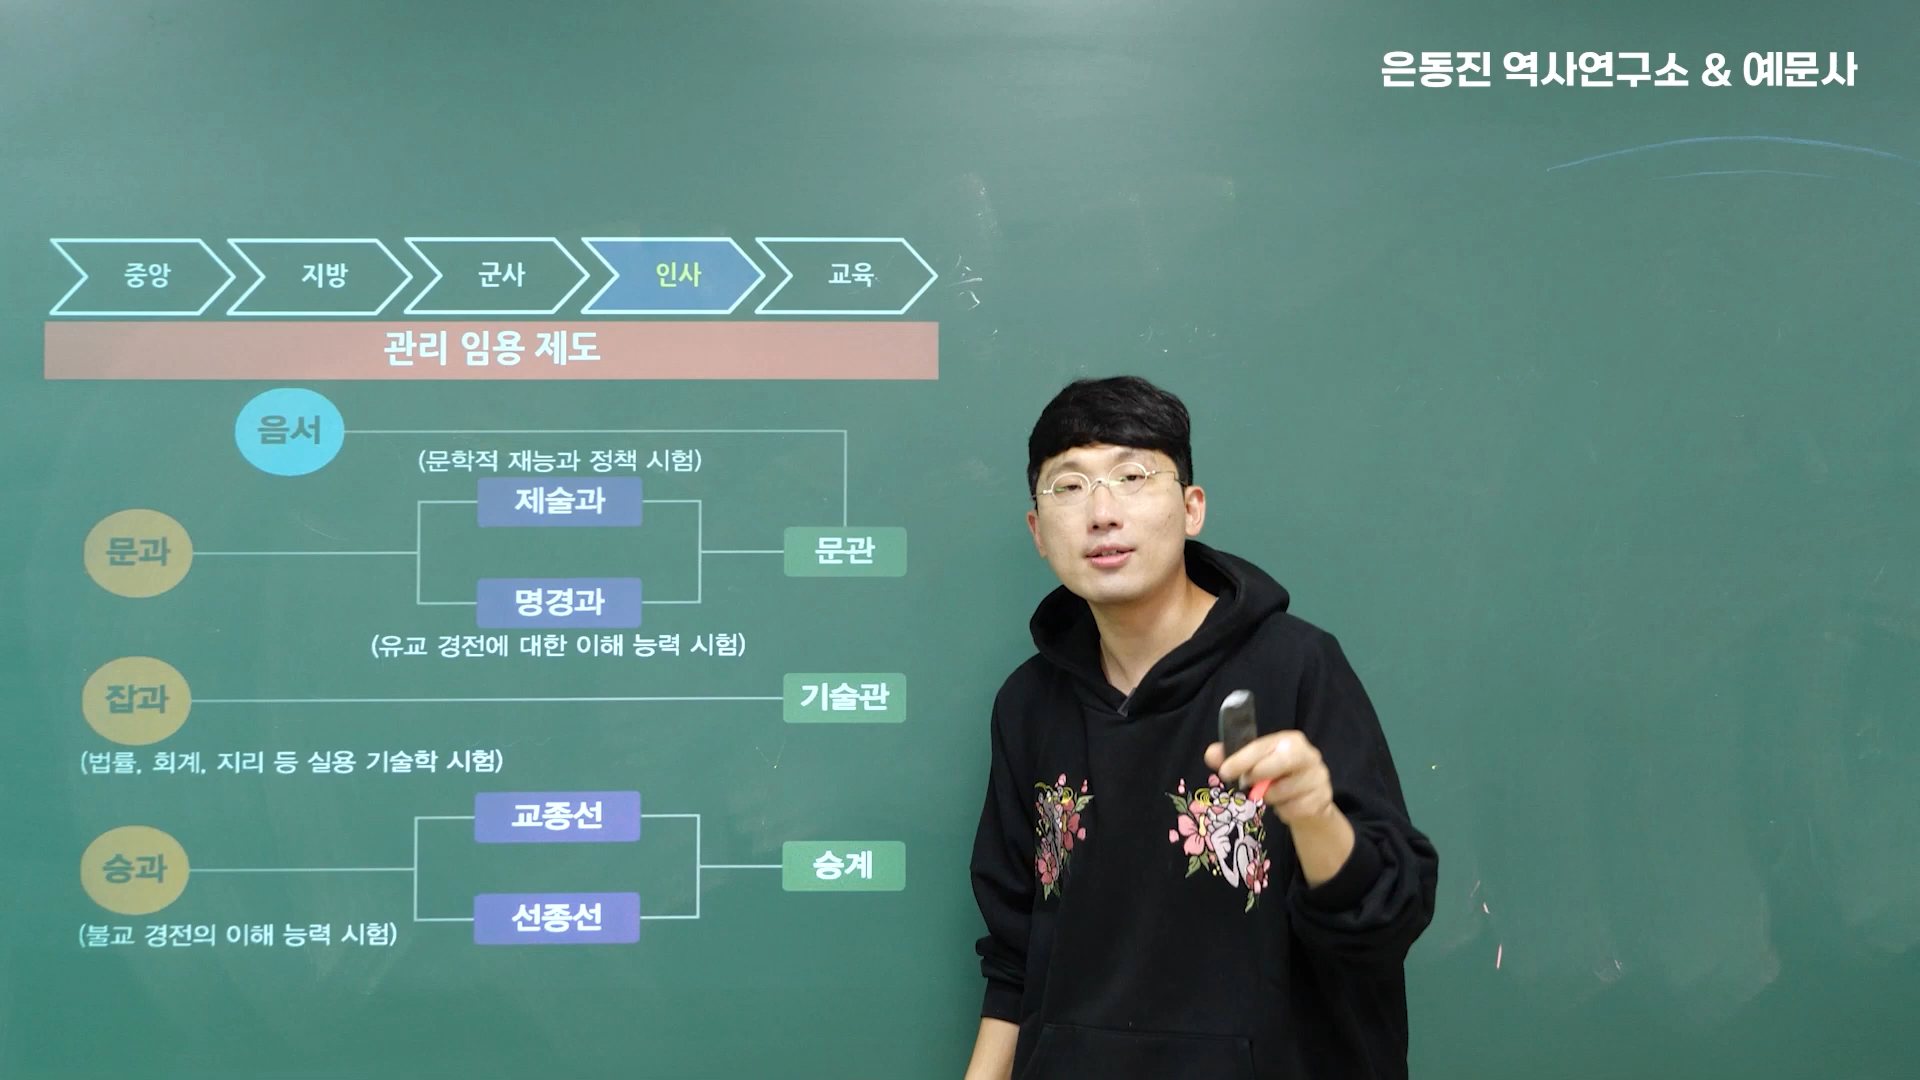 은동진 역사연구소 & 예문사
중앙 지방 군사 인사 교육
관리 임용 제도
음서
(문학적 재능과 정책 시험)
제술과
문과
문관
명경과
(유교 경전에 대한 이해 능력 시험)
잡과
기술관
(법률, 회계, 지리 등 실용 기술학 시험)
교종선
승과
승계
선종선
(불교 경전의 이해 능력 시험)